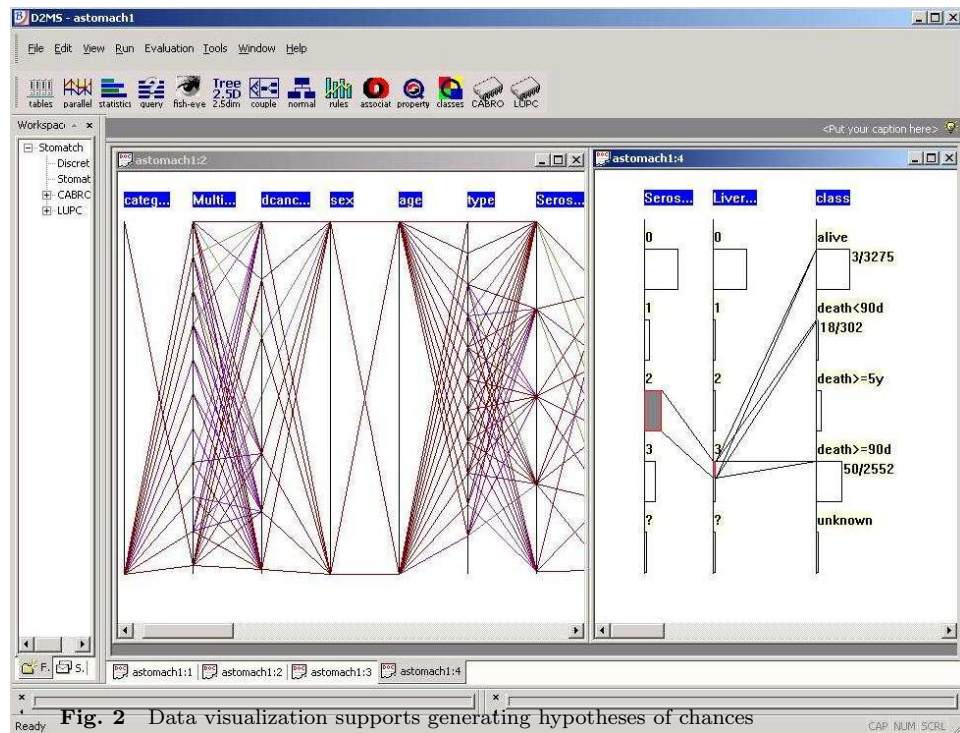 D2MS - astomach1
File Edit View Run Evaluation Tools Window Help
tables parallel statistics query fish-eye Tree 2.5D 2.5dim couple normal rules associat property classes CABRO LUPC
Workspac
<Put your caption here>
Stomatch
Discret
Stomat
CABRC
LUPC
astomach1:2
categ... Multi... dcanc... sex age type Seros...
astomach1:4
Seros... Liver... class
0 0 alive
3/3275
1 1 death<90d
18/302
2 2 death>=5y
3 3 death>=90d
50/2552
? ? unknown
F. S.
astomach1:1 astomach1:2 astomach1:3 astomach1:4
Ready
Fig. 2 Data visualization supports generating hypotheses of chances
CAP NUM SCRL